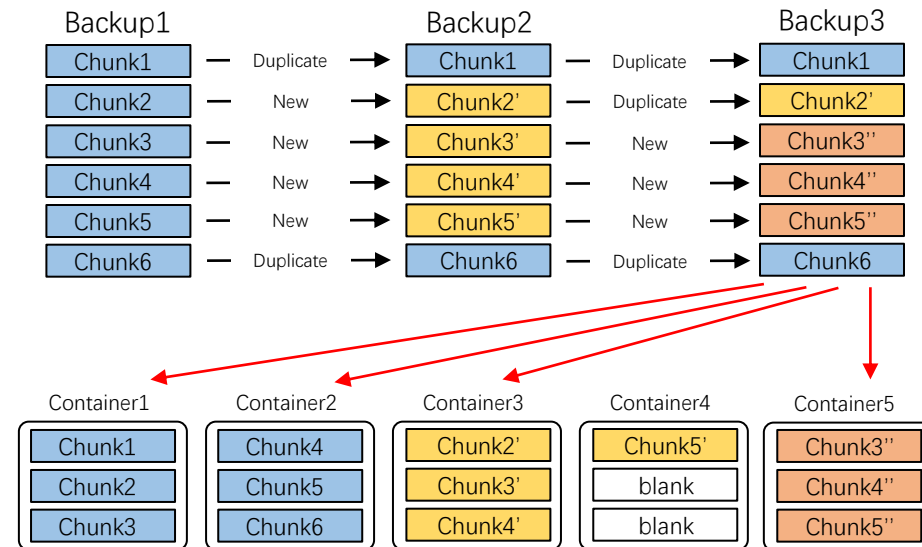 Backup1 Backup2 Backup3
Chunk1 Duplicate Chunk1 Duplicate Chunk1
Chunk2 New Chunk2' Duplicate Chunk2'
Chunk3 New Chunk3' New Chunk3''
Chunk4 New Chunk4' New Chunk4''
Chunk5 New Chunk5' New Chunk5''
Chunk6 Duplicate Chunk6 Duplicate Chunk6
Container1 Container2 Container3 Container4 Container5
Chunk1 Chunk4 Chunk2' Chunk5' Chunk3''
Chunk2 Chunk5 Chunk3' blank Chunk4''
Chunk3 Chunk6 Chunk4' blank Chunk5''